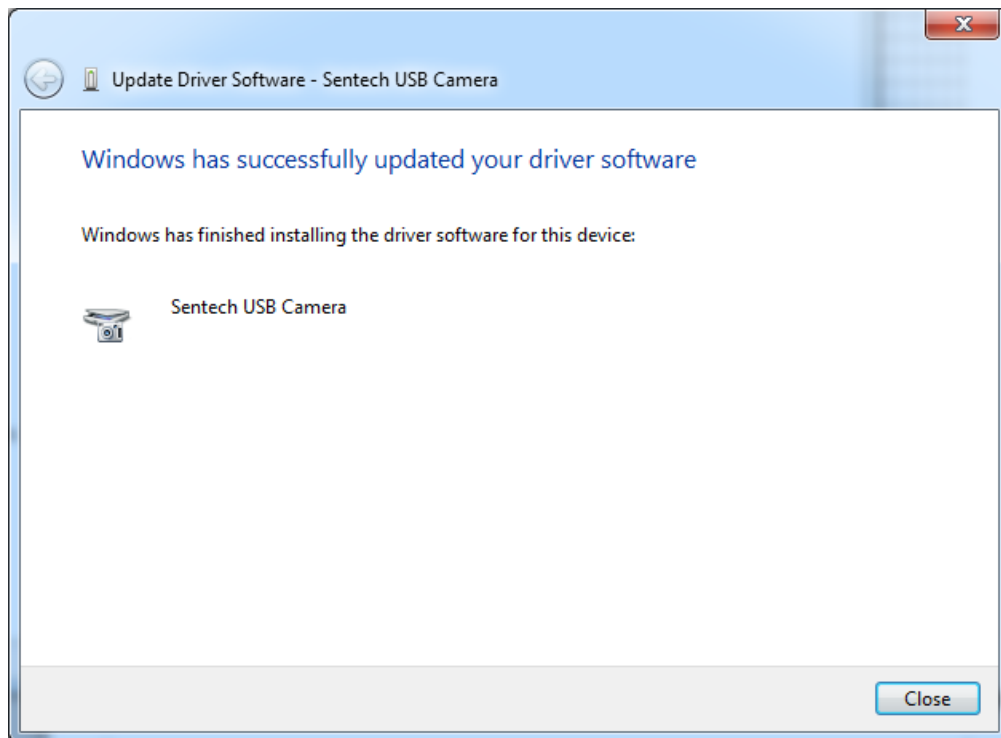 Update Driver Software - Sentech USB Camera
Windows has successfully updated your driver software
Windows has finished installing the driver software for this device:
Sentech USB Camera
Close